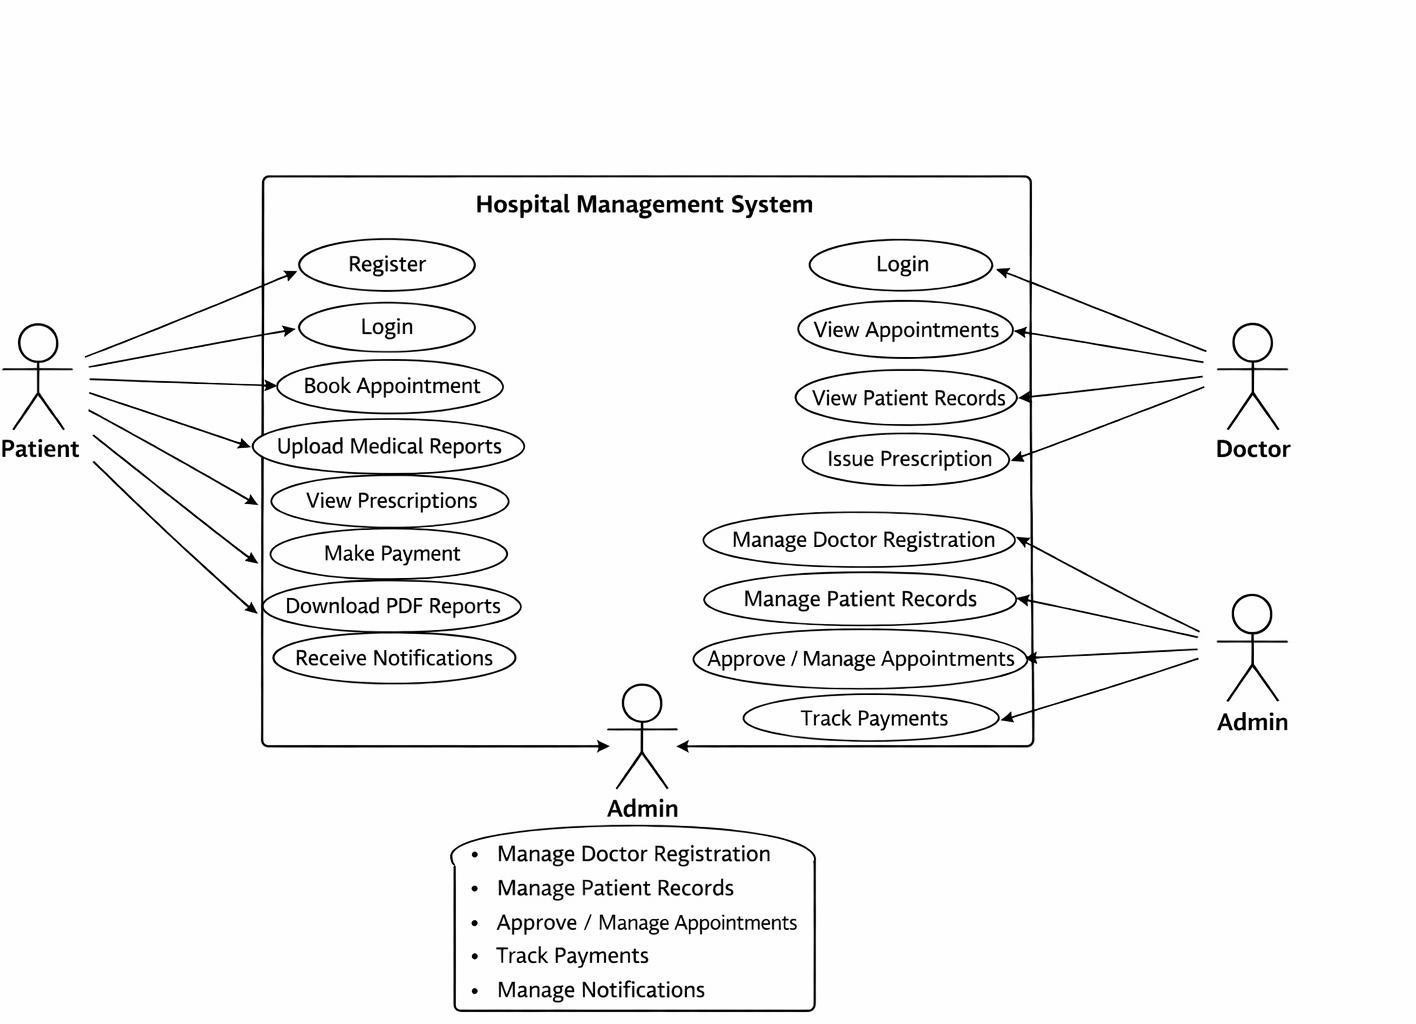 Hospital Management System
Register
Login
Book Appointment
Upload Medical Reports
View Prescriptions
Make Payment
Download PDF Reports
Receive Notifications
Patient
Login
View Appointments
View Patient Records
Issue Prescription
Doctor
Manage Doctor Registration
Manage Patient Records
Approve / Manage Appointments
Track Payments
Admin
Admin
• Manage Doctor Registration
• Manage Patient Records
• Approve / Manage Appointments
• Track Payments
• Manage Notifications